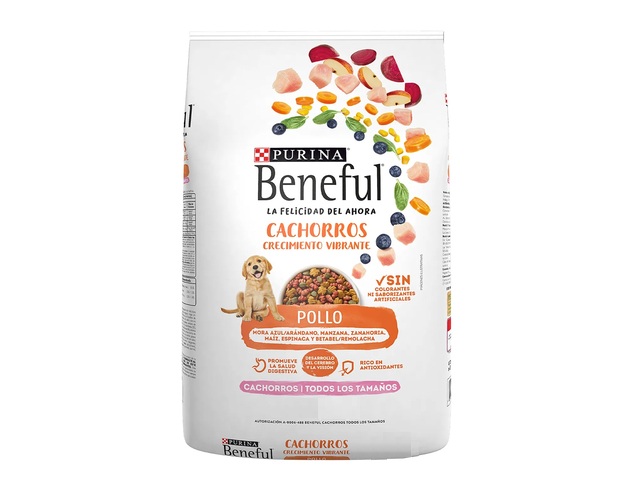 PURINA
Beneful
LA FELICIDAD DEL AHORA
CACHORROS
CRECIMIENTO VIBRANTE
✓SIN
COLORANTES
NI SABORIZANTES
ARTIFICIALES
POLLO
MORA AZUL/ARÁNDANO, MANZANA, ZANAHORIA,
MAÍZ, ESPINACA Y BETABEL/REMOLACHA
PROMUEVE
LA SALUD
DIGESTIVA
DESARROLLO
DEL CEREBRO
Y LA VISIÓN
RICO EN
ANTIOXIDANTES
CACHORROS | TODOS LOS TAMAÑOS
PURINA
Beneful
CACHORROS
CRECIMIENTO VIBRANTE
POLLO